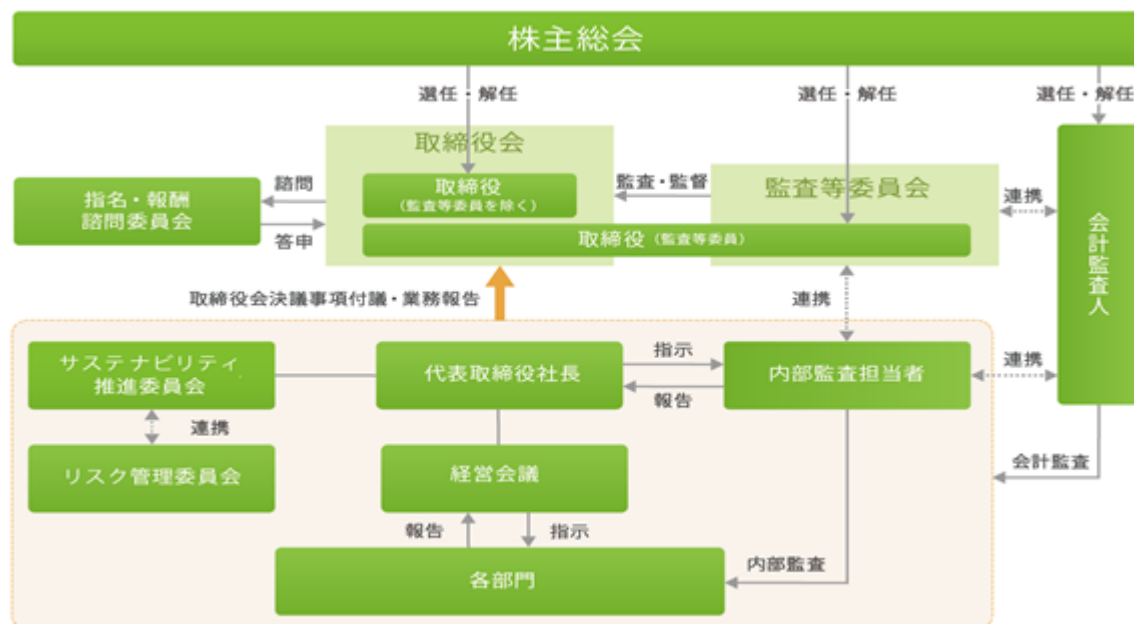 株主総会
選任・解任
選任・解任
選任・解任
取締役会
指名・報酬
諮問委員会
諮問
答申
取締役
(監査等委員を除く)
監査・監督
監査等委員会
連携
取締役(監査等委員)
会計監査人
取締役会決議事項付議・業務報告
連携
サステナビリティ
推進委員会
代表取締役社長
指示
報告
内部監査担当者
連携
連携
リスク管理委員会
経営会議
会計監査
報告
指示
各部門
内部監査